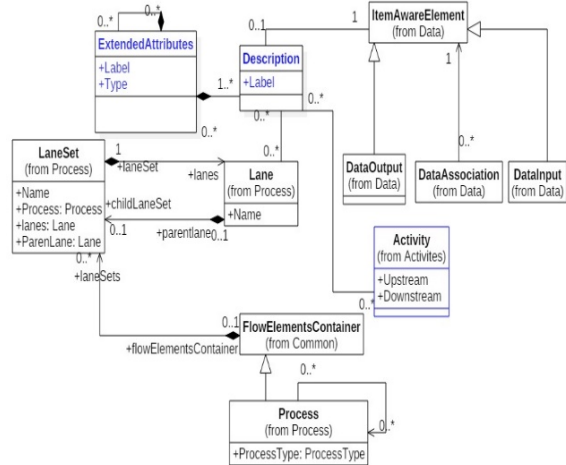 0..*
0..*
ExtendedAttributes
+Label
+Type
1..*
0..*
0..1
1
Description
+Label
0..*
0..*
ItemAwareElement
(from Data)
1
0..*
LaneSet
(from Process)
+Name
+Process: Process
+lanes: Lane
+ParenLane: Lane
1
+laneSet
+lanes
0..*
Lane
(from Process)
+Name
+childLaneSet
0..1
0..1
+parentlane
DataOutput
(from Data)
DataAssociation
(from Data)
DataInput
(from Data)
Activity
(from Activites)
+Upstream
+Downstream
0..*
0..*
+laneSets
0..1
+flowElementsContainer
FlowElementsContainer
(from Common)
0..*
0..*
Process
(from Process)
+ProcessType: ProcessType